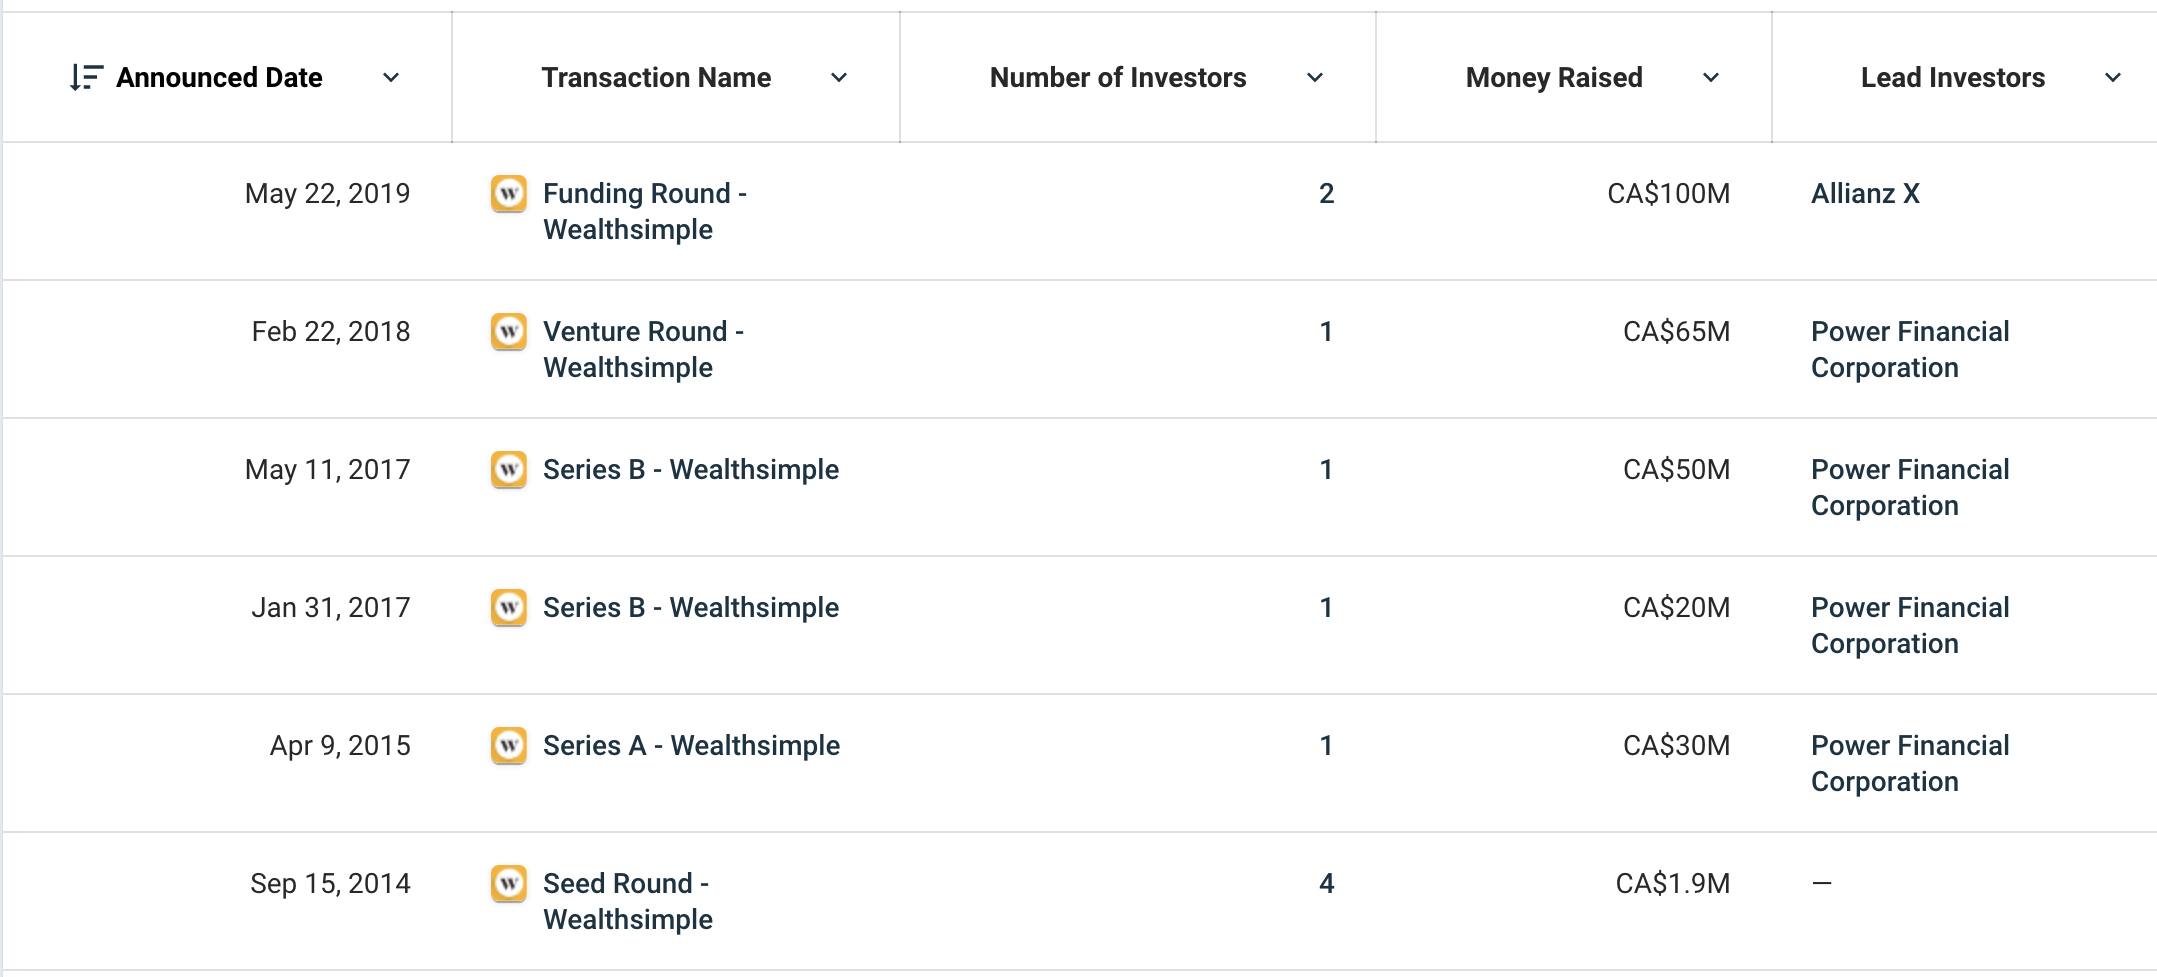 Announced Date
Transaction Name
Number of Investors
Money Raised
Lead Investors
May 22, 2019
W
Funding Round -
Wealthsimple
2
CA$100M
Allianz X
Feb 22, 2018
W
Venture Round -
Wealthsimple
1
CA$65M
Power Financial
Corporation
May 11, 2017
W
Series B - Wealthsimple
1
CA$50M
Power Financial
Corporation
Jan 31, 2017
W
Series B - Wealthsimple
1
CA$20M
Power Financial
Corporation
Apr 9, 2015
W
Series A - Wealthsimple
1
CA$30M
Power Financial
Corporation
Sep 15, 2014
W
Seed Round -
Wealthsimple
4
CA$1.9M
—